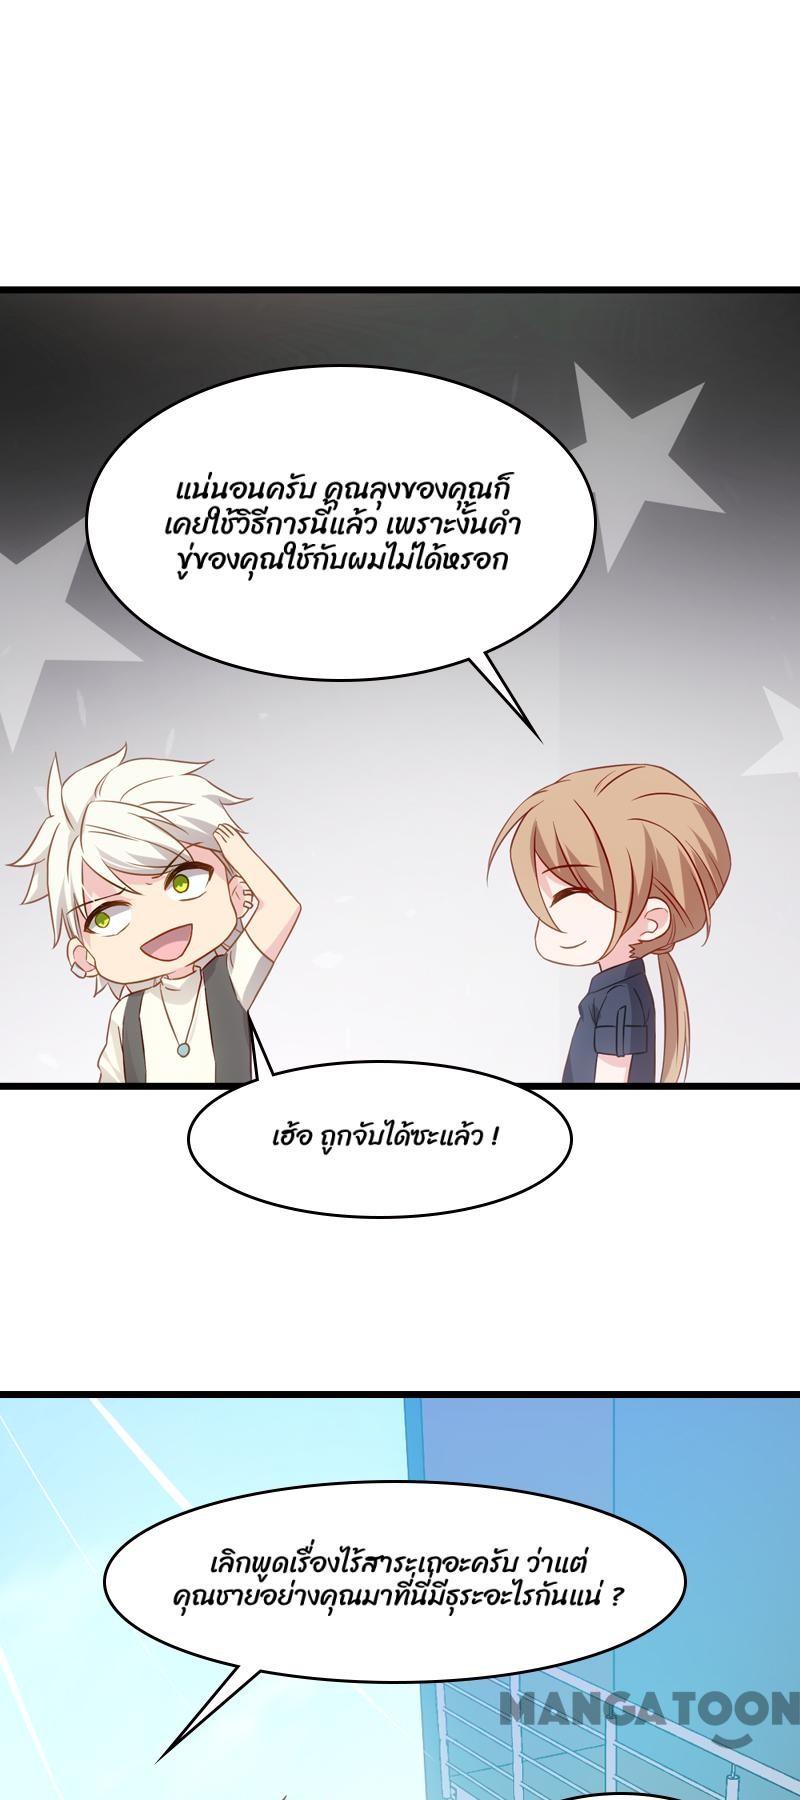 แน่นอนครับ คุณลุงของคุณก็
เคยใช้วิธีการนี้แล้ว เพราะงั้นคำ
ขู่ของคุณใช้กับผมไม่ได้หรอก
เฮ้อ ถูกจับได้ซะแล้ว !
เลิกพูดเรื่องไร้สาระเถอะครับ ว่าแต่
คุณชายอย่างคุณมาที่นี่มีธุระอะไรกันแน่ ?
MANGATOON